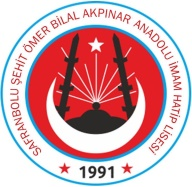 SAFRANBOLU ŞEHİT ÖMER BİLAL AKPINAR ANADOLU İMAM HATİP LİSESİ
1991